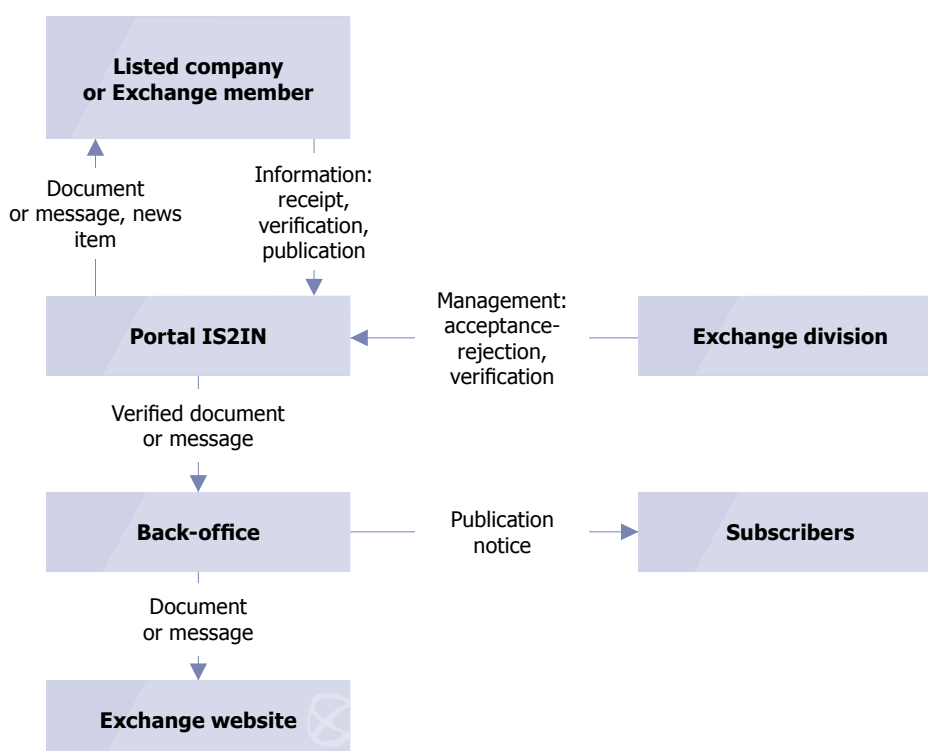 Listed company
or Exchange member
Document
or message, news
item
Information:
receipt,
verification,
publication
Portal IS2IN
Management:
acceptance-
rejection,
verification
Exchange division
Verified document
or message
Back-office
Publication
notice
Subscribers
Document
or message
Exchange website